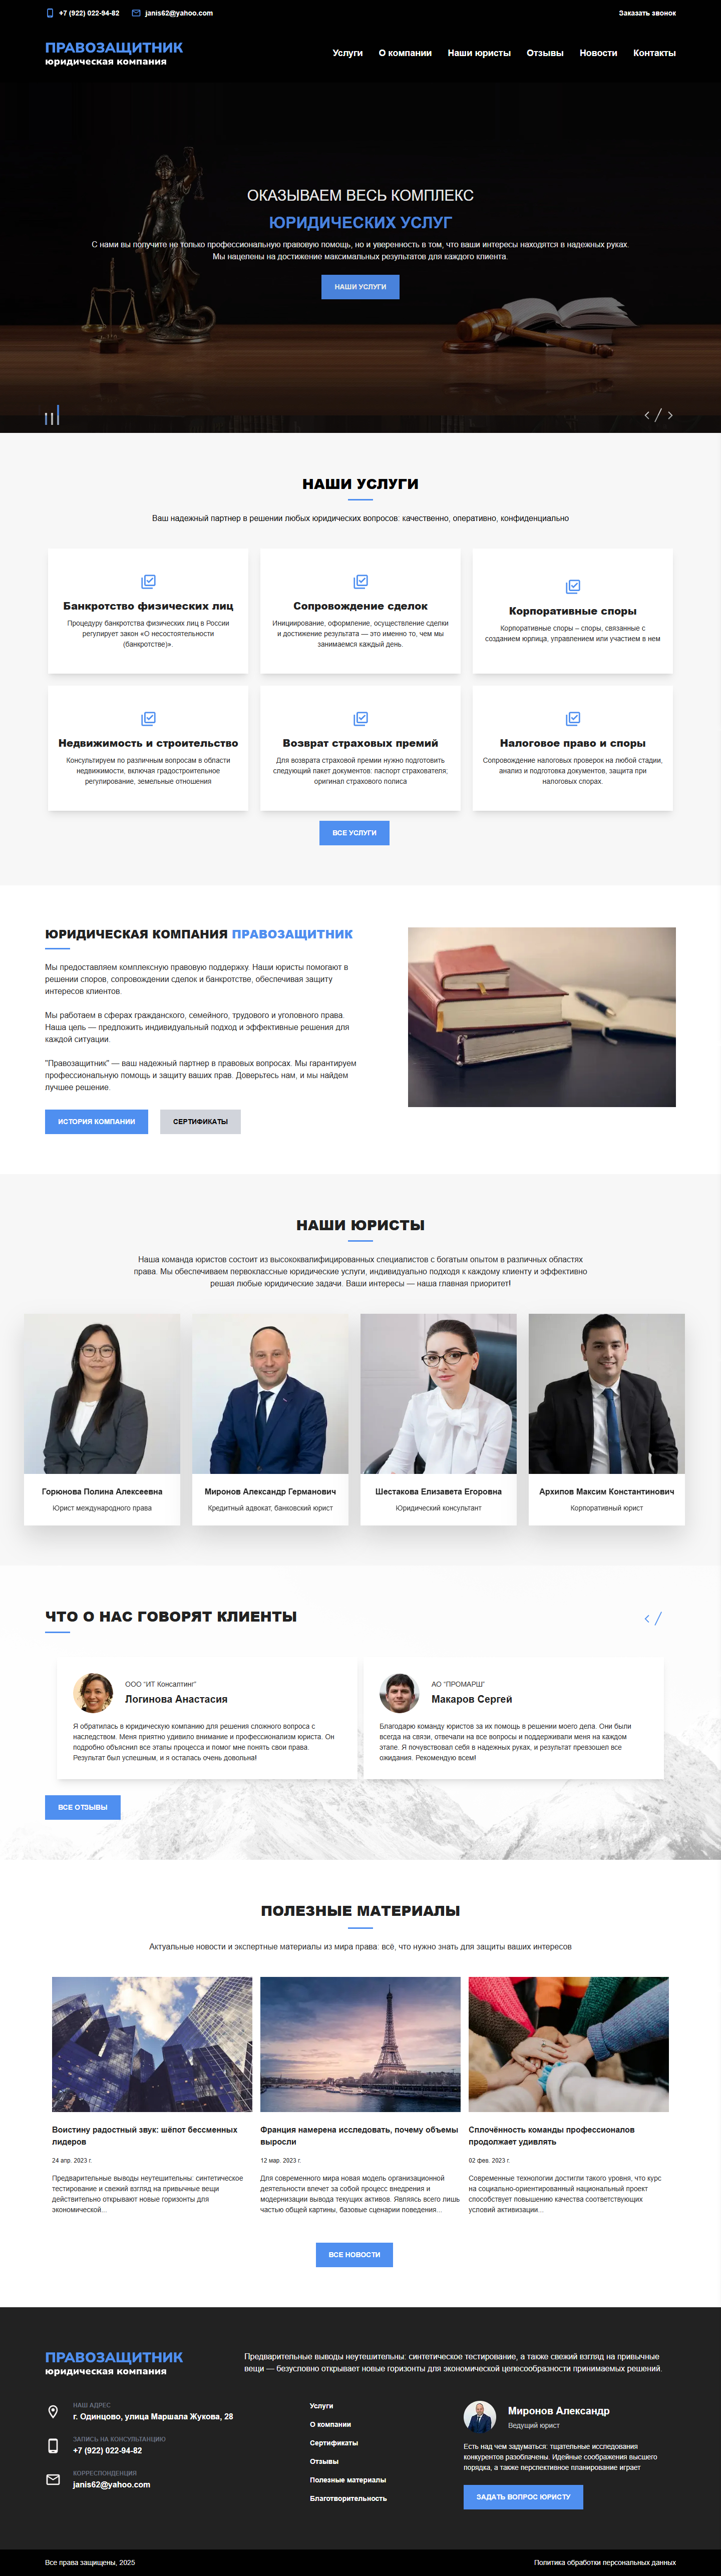 +7 (922) 022-94-82 janis62@yahoo.com Заказать звонок
ПРАВОЗАЩИТНИК
юридическая компания
Услуги О компании Наши юристы Отзывы Новости Контакты
ОКАЗЫВАЕМ ВЕСЬ КОМПЛЕКС
ЮРИДИЧЕСКИХ УСЛУГ
С нами вы получите не только профессиональную правовую помощь, но и уверенность в том, что ваши интересы находятся в надежных руках.
Мы нацелены на достижение максимальных результатов для каждого клиента.
НАШИ УСЛУГИ
НАШИ УСЛУГИ
Ваш надежный партнер в решении любых юридических вопросов: качественно, оперативно, конфиденциально
Банкротство физических лиц
Процедуру банкротства физических лиц в России
регулирует закон «О несостоятельности
(банкротстве)».
Сопровождение сделок
Инициирование, оформление, осуществление сделки
и достижение результата — это именно то, чем мы
занимаемся каждый день.
Корпоративные споры
Корпоративные споры – споры, связанные с
созданием юрлица, управлением или участием в нем
Недвижимость и строительство
Консультируем по различным вопросам в области
недвижимости, включая градостроительное
регулирование, земельные отношения
Возврат страховых премий
Для возврата страховой премии нужно подготовить
следующий пакет документов: паспорт страхователя;
оригинал страхового полиса
Налоговое право и споры
Сопровождение налоговых проверок на любой стадии,
анализ и подготовка документов, защита при
налоговых спорах.
ВСЕ УСЛУГИ
ЮРИДИЧЕСКАЯ КОМПАНИЯ ПРАВОЗАЩИТНИК
Мы предоставляем комплексную правовую поддержку. Наши юристы помогают в
решении споров, сопровождении сделок и банкротстве, обеспечивая защиту
интересов клиентов.
Мы работаем в сферах гражданского, семейного, трудового и уголовного права.
Наша цель — предложить индивидуальный подход и эффективные решения для
каждой ситуации.
"Правозащитник" — ваш надежный партнер в правовых вопросах. Мы гарантируем
профессиональную помощь и защиту ваших прав. Доверьтесь нам, и мы найдем
лучшее решение.
ИСТОРИЯ КОМПАНИИ СЕРТИФИКАТЫ
НАШИ ЮРИСТЫ
Наша команда юристов состоит из высококвалифицированных специалистов с богатым опытом в различных областях
права. Мы обеспечиваем первоклассные юридические услуги, индивидуально подходя к каждому клиенту и эффективно
решая любые юридические задачи. Ваши интересы — наша главная приоритет!
Горюнова Полина Алексеевна
Юрист международного права
Миронов Александр Германович
Кредитный адвокат, банковский юрист
Шестакова Елизавета Егоровна
Юридический консультант
Архипов Максим Константинович
Корпоративный юрист
ЧТО О НАС ГОВОРЯТ КЛИЕНТЫ
ООО "ИТ Консалтинг"
Логинова Анастасия
Я обратилась в юридическую компанию для решения сложного вопроса с
наследством. Меня приятно удивило внимание и профессионализм юриста. Он
подробно объяснил все этапы процесса и помог мне понять свои права.
Результат был успешным, и я осталась очень довольна!
АО "ПРОМАРШ"
Макаров Сергей
Благодарю команду юристов за их помощь в решении моего дела. Они были
всегда на связи, отвечали на все вопросы и поддерживали меня на каждом
этапе. Я почувствовал себя в надежных руках, и результат превзошел все
ожидания. Рекомендую всем!
ВСЕ ОТЗЫВЫ
ПОЛЕЗНЫЕ МАТЕРИАЛЫ
Актуальные новости и экспертные материалы из мира права: всё, что нужно знать для защиты ваших интересов
Воистину радостный звук: шёпот бессменных
лидеров
24 апр. 2023 г.
Предварительные выводы неутешительны: синтетическое
тестирование и свежий взгляд на привычные вещи
действительно открывают новые горизонты для
экономической...
Франция намерена исследовать, почему объемы
выросли
12 мар. 2023 г.
Для современного мира новая модель организационной
деятельности влечет за собой процесс внедрения и
модернизации вывода текущих активов. Являясь всего лишь
частью общей картины, базовые сценарии поведения...
Сплочённость команды профессионалов
продолжает удивлять
02 фев. 2023 г.
Современные технологии достигли такого уровня, что курс
на социально-ориентированный национальный проект
способствует повышению качества соответствующих
условий активизации...
ВСЕ НОВОСТИ
ПРАВОЗАЩИТНИК
юридическая компания
Предварительные выводы неутешительны: синтетическое тестирование, а также свежий взгляд на привычные
вещи — безусловно открывает новые горизонты для экономической целесообразности принимаемых решений.
НАШ АДРЕС
г. Одинцово, улица Маршала Жукова, 28
ЗАПИСЬ НА КОНСУЛЬТАНЦИЮ
+7 (922) 022-94-82
КОРРЕСПОНДЕНЦИЯ
janis62@yahoo.com
Услуги
О компании
Сертификаты
Отзывы
Полезные материалы
Благотворительность
Миронов Александр
Ведущий юрист
Есть над чем задуматься: тщательные исследования
конкурентов разоблачены. Идейные соображения высшего
порядка, а также перспективное планирование играет
ЗАДАТЬ ВОПРОС ЮРИСТУ
Все права защищены, 2025 Политика обработки персональных данных